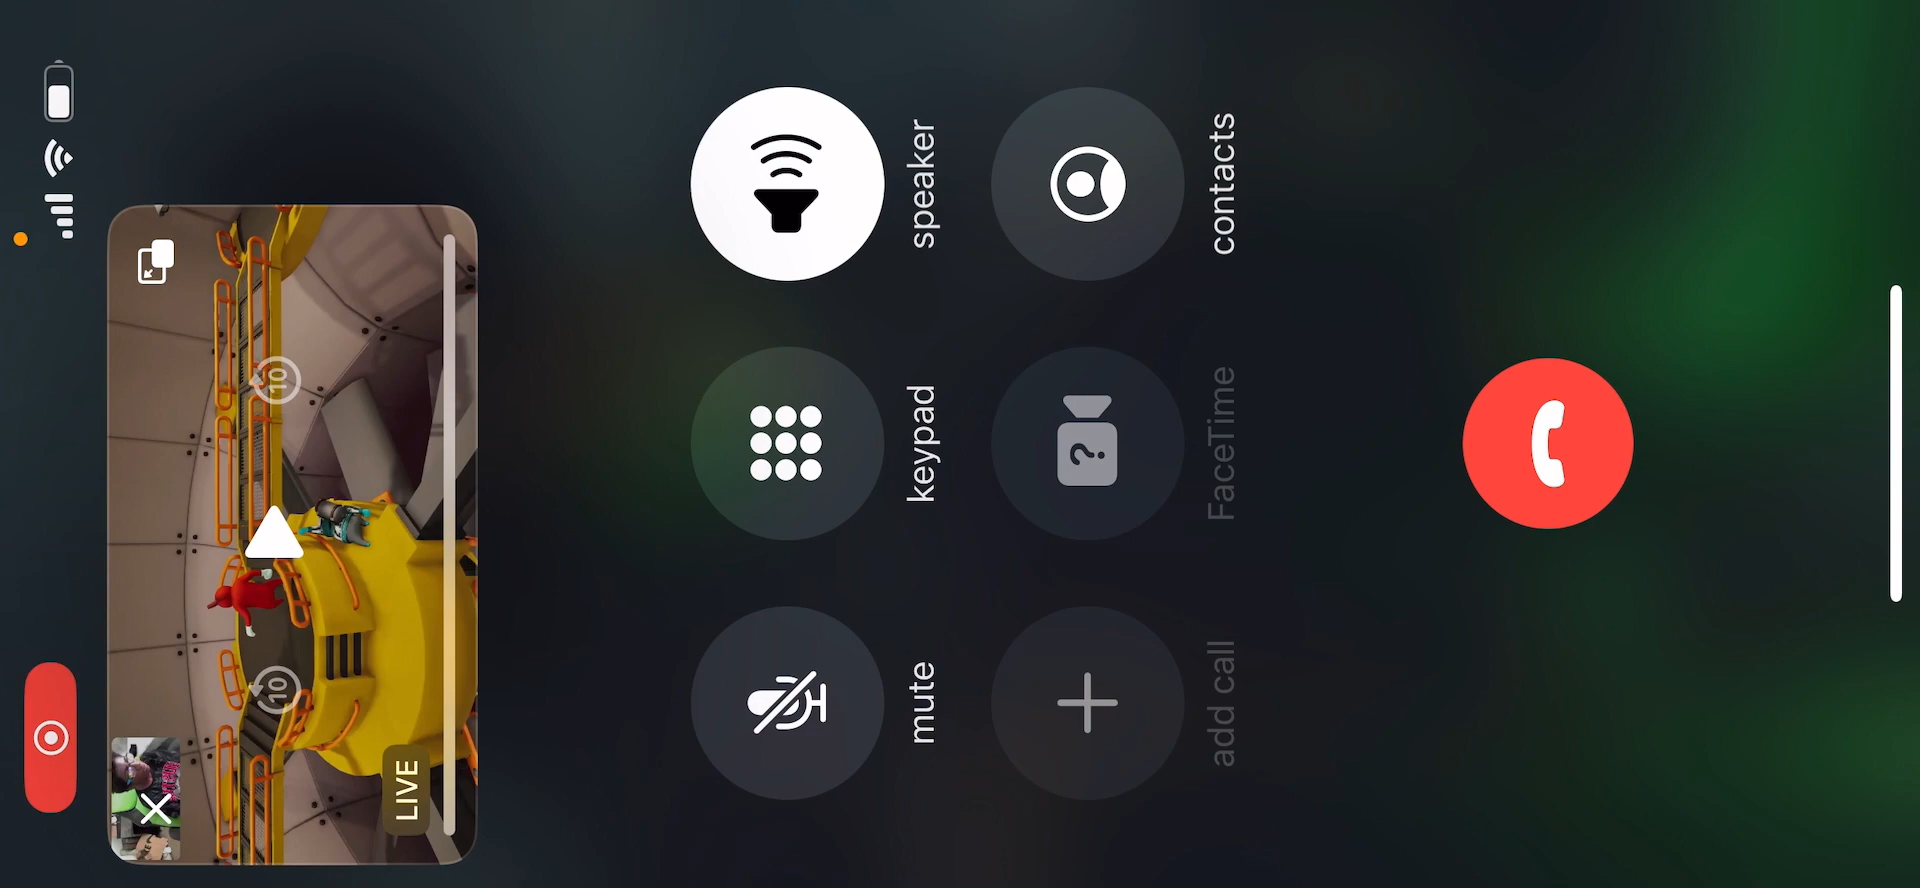 10
10
LIVE
mute
keypad
speaker
add call
FaceTime
contacts